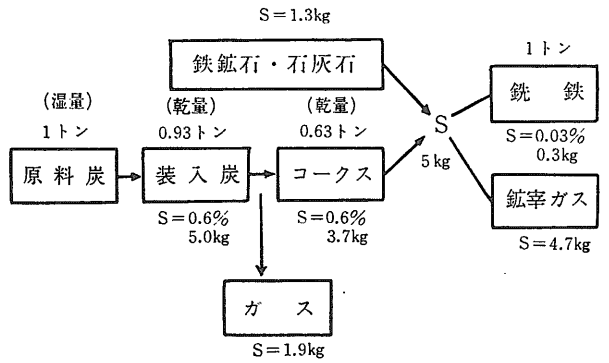 S=1.3kg
鉄鉱石・石灰石
1トン
(湿量)
(乾量)
(乾量)
銑 鉄
1トン
0.93トン
0.63トン
S
S=0.03%
0.3kg
5kg
原料炭
装入炭
コークス
鉱宰ガス
S=0.6%
5.0kg
S=0.6%
3.7kg
S=4.7kg
ガ ス
S=1.9kg